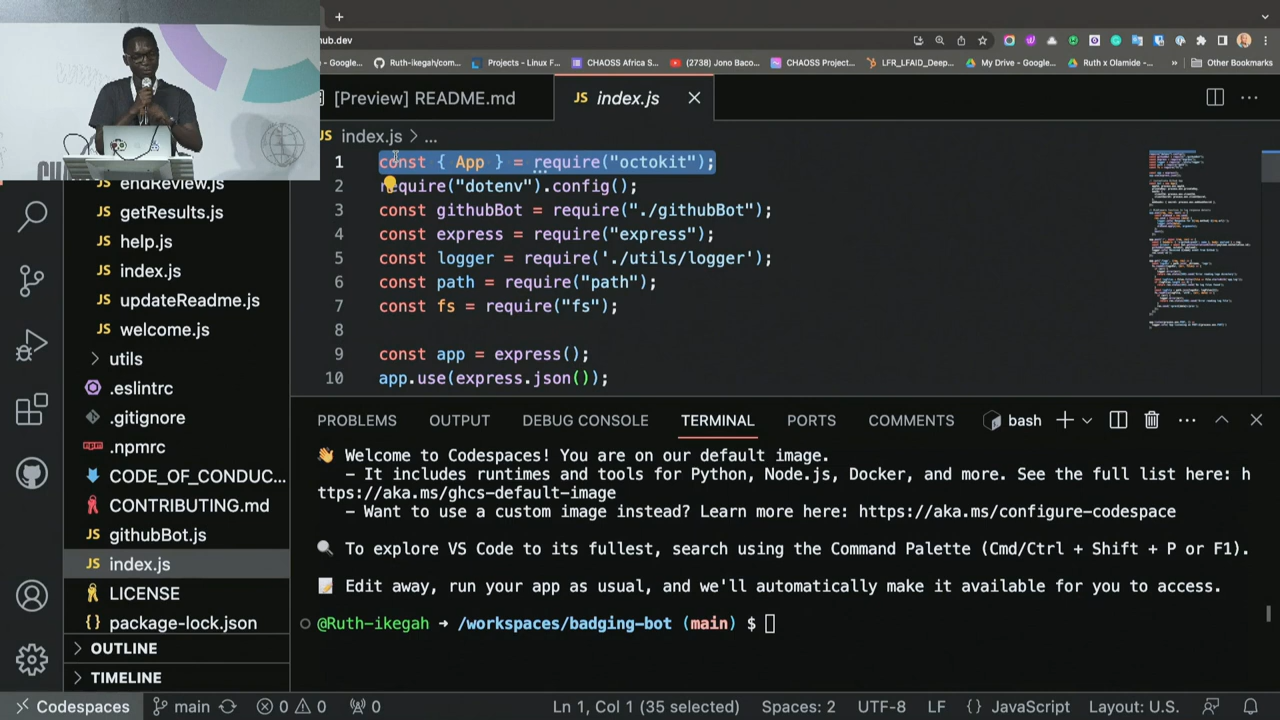 hub.dev
- Google...
Ruth-ikegah/com...
Projects - Linux F...
CHAOSS Africa S...
(2738) Jono Baco...
CHAOSS Project...
LFR_LFAID_Deep...
My Drive - Google...
Ruth x Olamide -...
»
Other Bookmarks
[Preview] README.md
JS index.js
JS index.js > ...
1 const { App } = require("octokit");
2 require("dotenv").config();
3 const githubBot = require("./githubBot");
4 const express = require("express");
5 const logger = require('./utils/logger');
6 const path = require("path");
7 const fs = require("fs");
8
9 const app = express();
10 app.use(express.json());
JS endReview.js
JS getResults.js
JS help.js
JS index.js
JS updateReadme.js
JS welcome.js
> utils
.eslintrc
.gitignore
.npmrc
CODE_OF_CONDUC...
CONTRIBUTING.md
JS githubBot.js
JS index.js
LICENSE
{} package-lock.json
> OUTLINE
> TIMELINE
PROBLEMS OUTPUT DEBUG CONSOLE TERMINAL PORTS COMMENTS bash
👋 Welcome to Codespaces! You are on our default image.
- It includes runtimes and tools for Python, Node.js, Docker, and more. See the full list here: h
ttps://aka.ms/ghcs-default-image
- Want to use a custom image instead? Learn more here: https://aka.ms/configure-codespace
🔍 To explore VS Code to its fullest, search using the Command Palette (Cmd/Ctrl + Shift + P or F1).
📝 Edit away, run your app as usual, and we'll automatically make it available for you to access.
@Ruth-ikegah → /workspaces/badging-bot (main) $
Codespaces main 0 0 0 Ln 1, Col 1 (35 selected) Spaces: 2 UTF-8 LF {} JavaScript Layout: U.S.